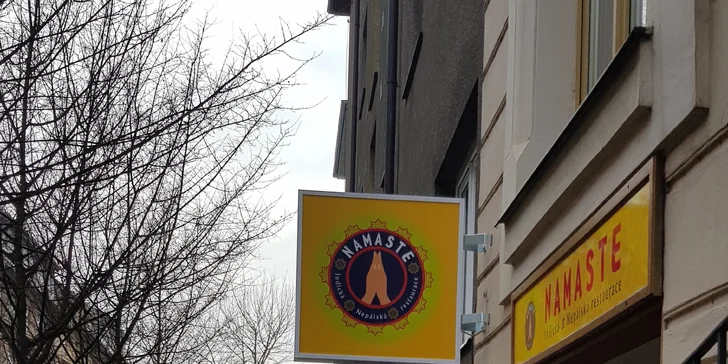 NAMASTE
Indická Nepálská restaurace
NAMASTE
Indická & Nepálská restaurace